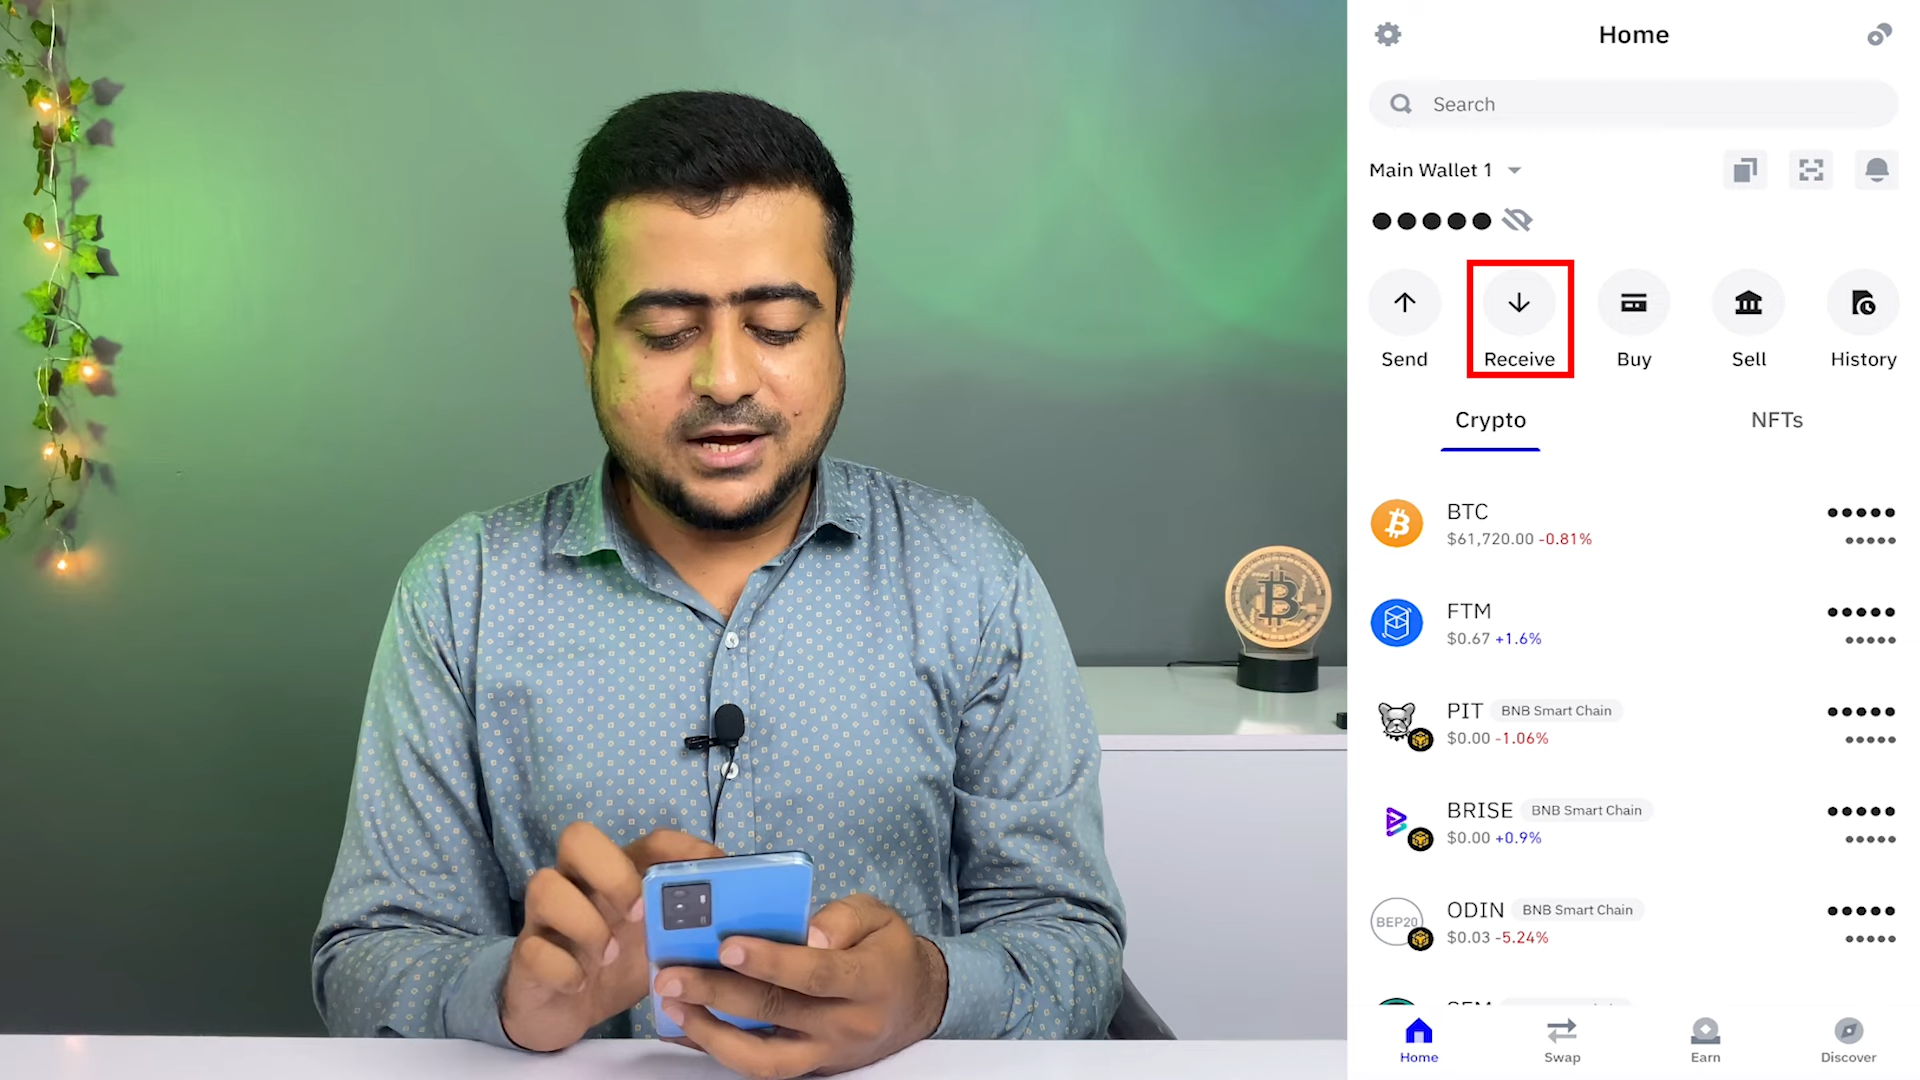 Home
Search
Main Wallet 1
Send
Receive
Buy
Sell
History
Crypto
NFTs
BTC
$61,720.00 -0.81%
FTM
$0.67 +1.6%
PIT BNB Smart Chain
$0.00 -1.06%
BRISE BNB Smart Chain
$0.00 +0.9%
BEP20
ODIN BNB Smart Chain
$0.03 -5.24%
Home
Swap
Earn
Discover